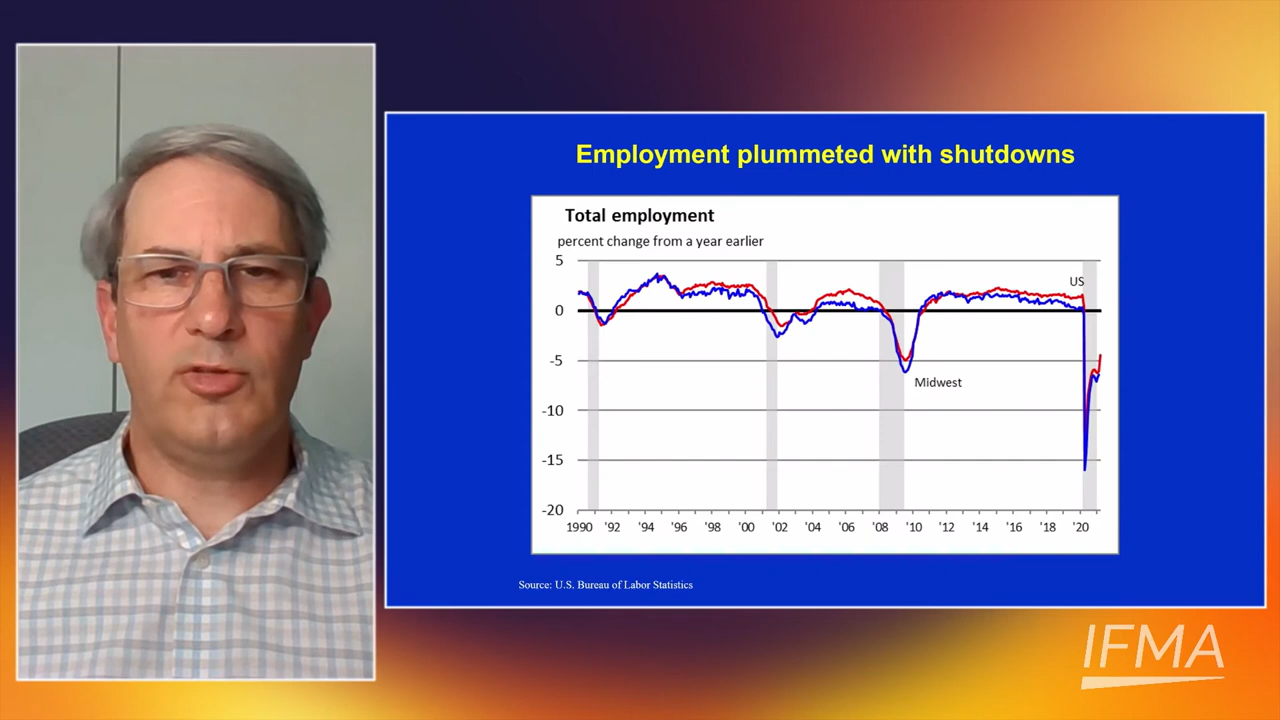 Employment plummeted with shutdowns
Total employment
percent change from a year earlier
5
US
0
-5
Midwest
-10
-15
-20
1990 '92 '94 '96 '98 '00 '02 '04 '06 '08 '10 '12 '14 '16 '18 '20
Source: U.S. Bureau of Labor Statistics
IFMA